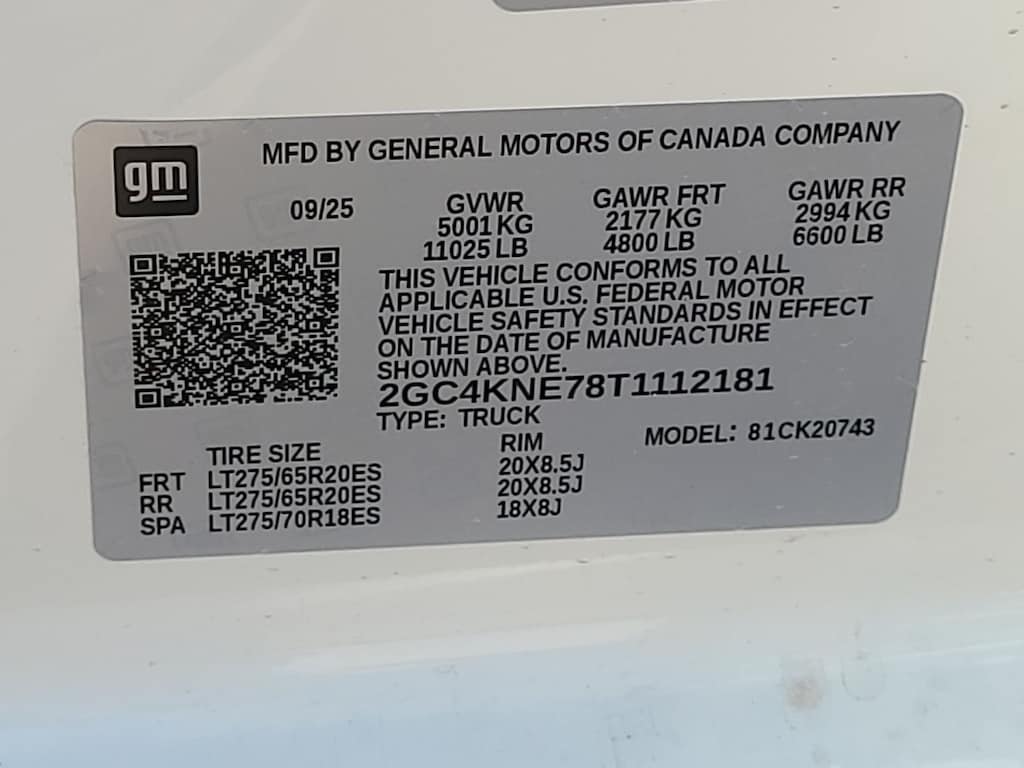 gm
MFD BY GENERAL MOTORS OF CANADA COMPANY
09/25 GVWR GAWR FRT GAWR RR
5001 KG 2177 KG 2994 KG
11025 LB 4800 LB 6600 LB
THIS VEHICLE CONFORMS TO ALL
APPLICABLE U.S. FEDERAL MOTOR
VEHICLE SAFETY STANDARDS IN EFFECT
ON THE DATE OF MANUFACTURE
SHOWN ABOVE.
2GC4KNE78T1112181
TYPE: TRUCK MODEL: 81CK20743
TIRE SIZE RIM
FRT LT275/65R20ES 20X8.5J
RR LT275/65R20ES 20X8.5J
SPA LT275/70R18ES 18X8J